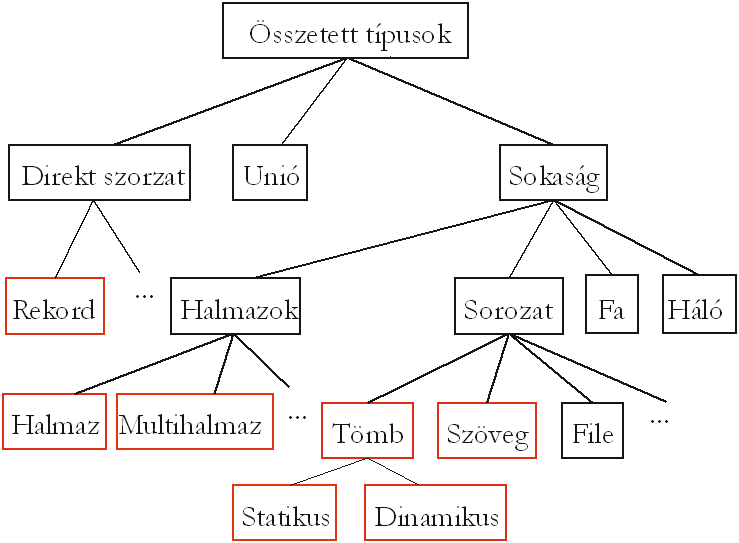 Összetett típusok
Direkt szorzat
Unió
Sokaság
Rekord
...
Halmazok
Sorozat
Fa
Háló
Halmaz
Multihalmaz
...
Tömb
Szöveg
File
...
Statikus
Dinamikus